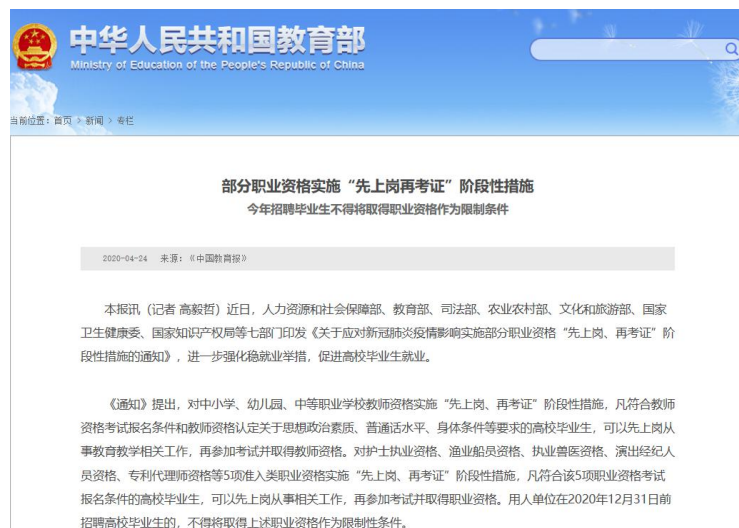 中华人民共和国教育部
Ministry of Education of the People's Republic of China
当前位置：首页 > 新闻 > 专栏
部分职业资格实施“先上岗再考证”阶段性措施
今年招聘毕业生不得将取得职业资格作为限制条件
2020-04-24 来源：《中国教育报》
本报讯（记者 高毅哲）近日，人力资源和社会保障部、教育部、司法部、农业农村部、文化和旅游部、国家
卫生健康委、国家知识产权局等七部门印发《关于应对新冠肺炎疫情影响实施部分职业资格“先上岗、再考证”阶
段性措施的通知》，进一步强化稳就业举措，促进高校毕业生就业。
《通知》提出，对中小学、幼儿园、中等职业学校教师资格实施“先上岗、再考证”阶段性措施，凡符合教师
资格考试报名条件和教师资格认定关于思想政治素质、普通话水平、身体条件等要求的高校毕业生，可以先上岗从
事教育教学相关工作，再参加考试并取得教师资格。对护士执业资格、渔业船员资格、执业兽医资格、演出经纪人
员资格、专利代理师资格等5项准入类职业资格实施“先上岗、再考证”阶段性措施，凡符合该5项职业资格考试
报名条件的高校毕业生，可以先上岗从事相关工作，再参加考试并取得职业资格。用人单位在2020年12月31日前
招聘高校毕业生的，不得将取得上述职业资格作为限制性条件。